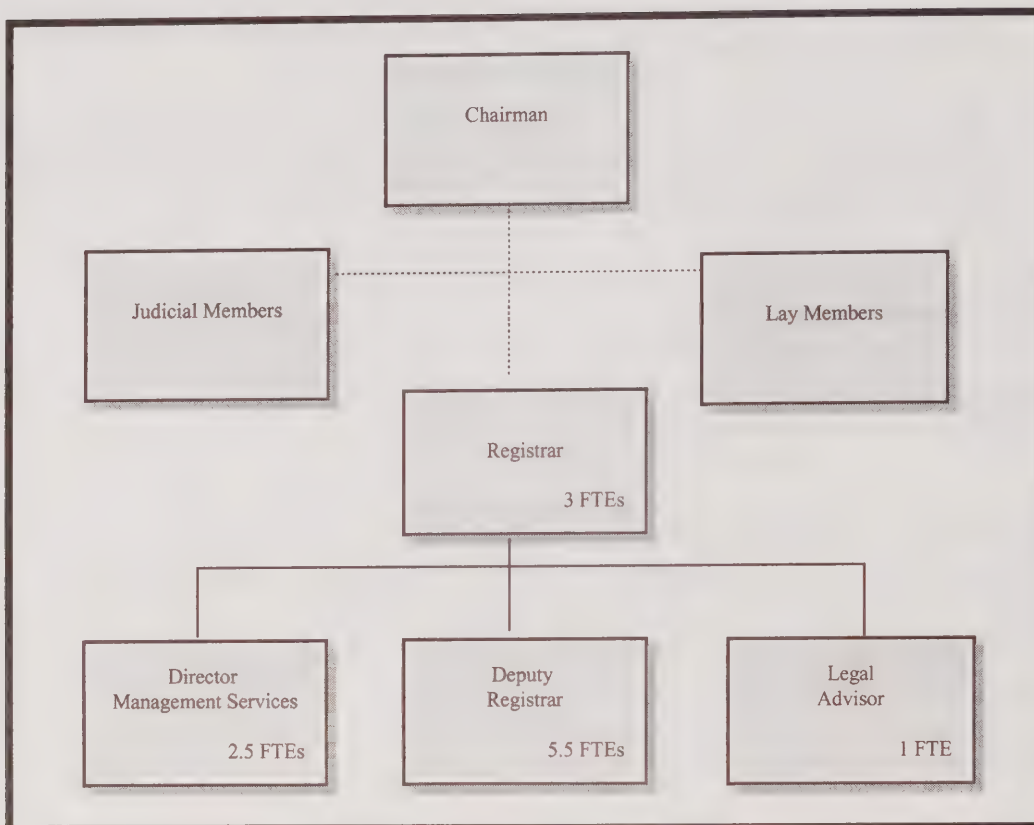 Chairman
Judicial Members
Lay Members
Registrar
3 FTEs
Director
Management Services
2.5 FTEs
Deputy
Registrar
5.5 FTEs
Legal
Advisor
1 FTE